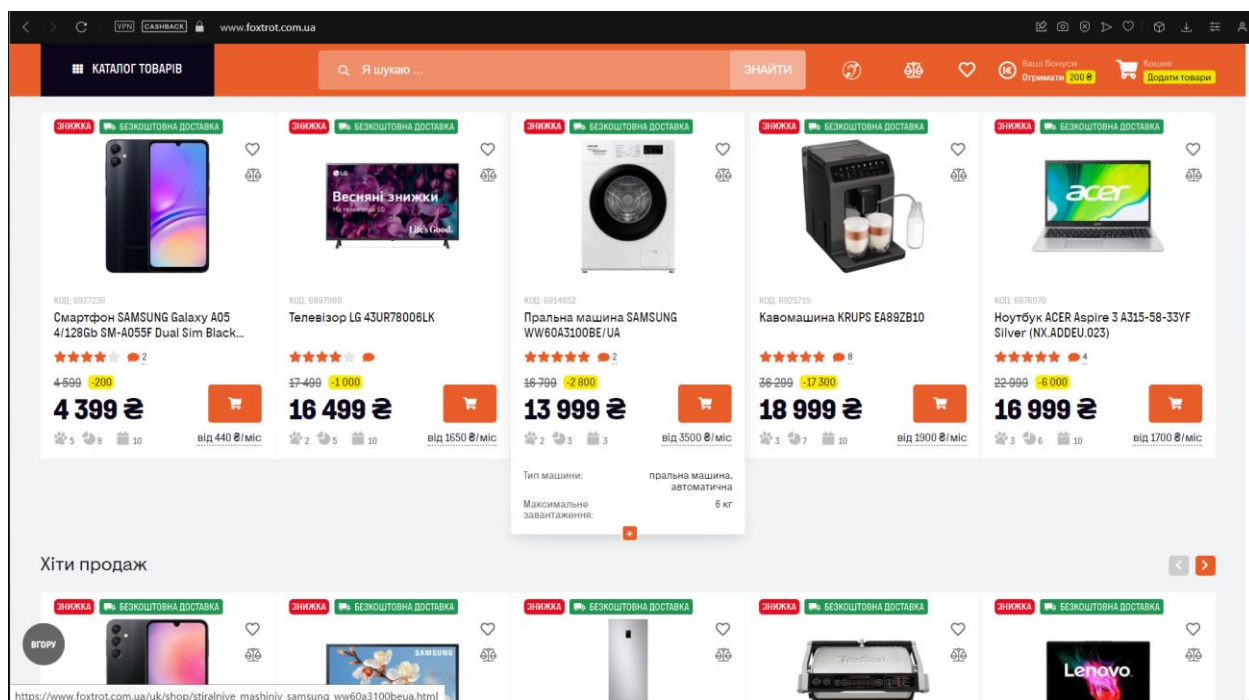 VPN CASHBACK www.foxtrot.com.ua
КАТАЛОГ ТОВАРІВ
Я шукаю ...
ЗНАЙТИ
Ваші бонуси
Отримати 200 ₴
Кошик
Додати товари
ЗНИЖКА БЕЗКОШТОВНА ДОСТАВКА
КОД: 6927236
Смартфон SAMSUNG Galaxy A05
4/128Gb SM-A055F Dual Sim Black...
2
4 599 -200
4 399 ₴
5 9 10 від 440 ₴/міс
ЗНИЖКА БЕЗКОШТОВНА ДОСТАВКА
LG
Весняні знижки
Life's Good.
КОД: 6897980
Телевізор LG 43UR78006LK
17 499 -1 000
16 499 ₴
2 5 10 від 1650 ₴/міс
ЗНИЖКА БЕЗКОШТОВНА ДОСТАВКА
КОД: 6814952
Пральна машина SAMSUNG
WW60A3100BE/UA
2
16 799 -2 800
13 999 ₴
2 3 3 від 3500 ₴/міс
Тип машини: пральна машина,
автоматична
Максимальне
завантаження: 6 кг
+
ЗНИЖКА БЕЗКОШТОВНА ДОСТАВКА
КОД: 6925719
Кавомашина KRUPS EA89ZB10
8
36 299 -17 300
18 999 ₴
3 7 10 від 1900 ₴/міс
ЗНИЖКА БЕЗКОШТОВНА ДОСТАВКА
acer
КОД: 6876970
Ноутбук ACER Aspire 3 A315-58-33YF
Silver (NX.ADDEU.023)
4
22 999 -6 000
16 999 ₴
3 6 10 від 1700 ₴/міс
Хіти продаж
ЗНИЖКА БЕЗКОШТОВНА ДОСТАВКА
ЗНИЖКА БЕЗКОШТОВНА ДОСТАВКА
SAMSUNG
ЗНИЖКА БЕЗКОШТОВНА ДОСТАВКА
ЗНИЖКА БЕЗКОШТОВНА ДОСТАВКА
ЗНИЖКА БЕЗКОШТОВНА ДОСТАВКА
Lenovo
ВГОРУ
https://www.foxtrot.com.ua/uk/shop/stiralniye_mashiniy_samsung_ww60a3100beua.html